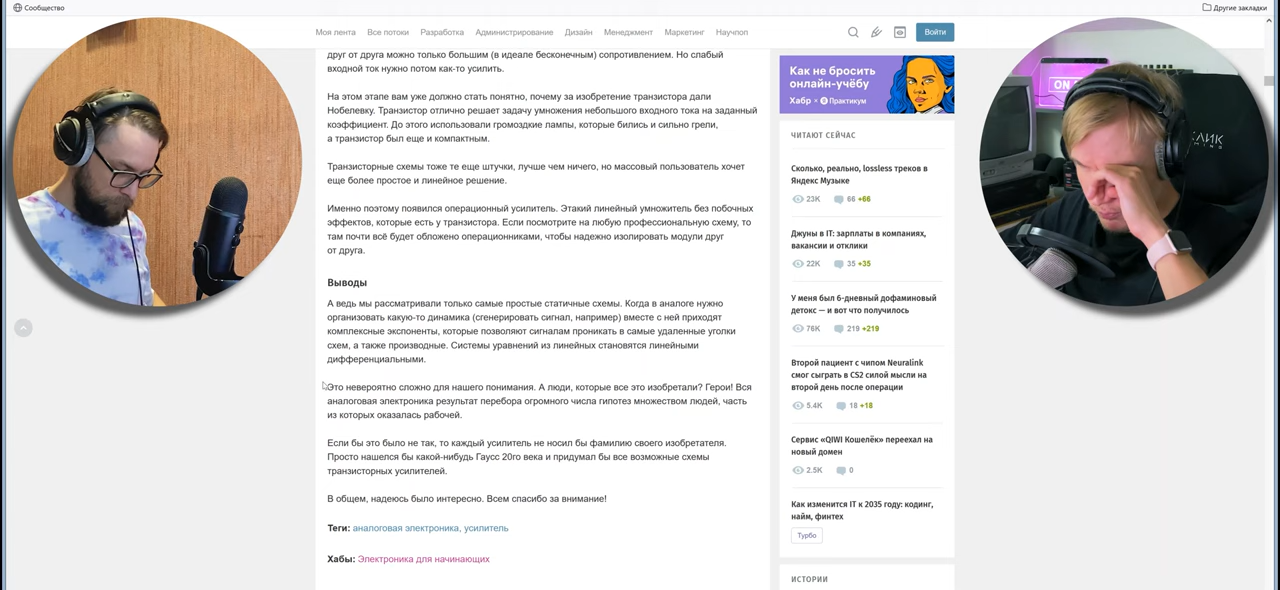 Сообщество
Другие закладки
Моя лента Все потоки Разработка Администрирование Дизайн Менеджмент Маркетинг Научпоп
Войти
друг от друга можно только большим (в идеале бесконечным) сопротивлением. Но слабый
входной ток нужно потом как-то усилить.
На этом этапе вам уже должно стать понятно, почему за изобретение транзистора дали
Нобелевку. Транзистор отлично решает задачу умножения небольшого входного тока на заданный
коэффициент. До этого использовали громоздкие лампы, которые бились и сильно грели,
а транзистор был еще и компактным.
Транзисторные схемы тоже те еще штучки, лучше чем ничего, но массовый пользователь хочет
еще более простое и линейное решение.
Именно поэтому появился операционный усилитель. Этакий линейный умножитель без побочных
эффектов, которые есть у транзистора. Если посмотрите на любую профессиональную схему, то
там почти всё будет обложено операционниками, чтобы надежно изолировать модули друг
от друга.
Выводы
А ведь мы рассматривали только самые простые статичные схемы. Когда в аналоге нужно
организовать какую-то динамика (сгенерировать сигнал, например) вместе с ней приходят
комплексные экспоненты, которые позволяют сигналам проникать в самые удаленные уголки
схем, а также производные. Системы уравнений из линейных становятся линейными
дифференциальными.
Это невероятно сложно для нашего понимания. А люди, которые все это изобретали? Герои! Вся
аналоговая электроника результат перебора огромного числа гипотез множеством людей, часть
из которых оказалась рабочей.
Если бы это было не так, то каждый усилитель не носил бы фамилию своего изобретателя.
Просто нашелся бы какой-нибудь Гаусс 20го века и придумал бы все возможные схемы
транзисторных усилителей.
В общем, надеюсь было интересно. Всем спасибо за внимание!
Теги: аналоговая электроника, усилитель
Хабы: Электроника для начинающих
Как не бросить
онлайн-учёбу
Хабр × Практикум
ЧИТАЮТ СЕЙЧАС
Сколько, реально, lossless треков в
Яндекс Музыке
23K 66 +66
Джуны в IT: зарплаты в компаниях,
вакансии и отклики
22K 35 +35
У меня был 6-дневный дофаминовый
детокс — и вот что получилось
76K 219 +219
Второй пациент с чипом Neuralink
смог сыграть в CS2 силой мысли на
второй день после операции
5.4K 18 +18
Сервис «QIWI Кошелёк» переехал на
новый домен
2.5K 0
Как изменится IT к 2035 году: кодинг,
найм, финтех
Турбо
ИСТОРИИ
ON